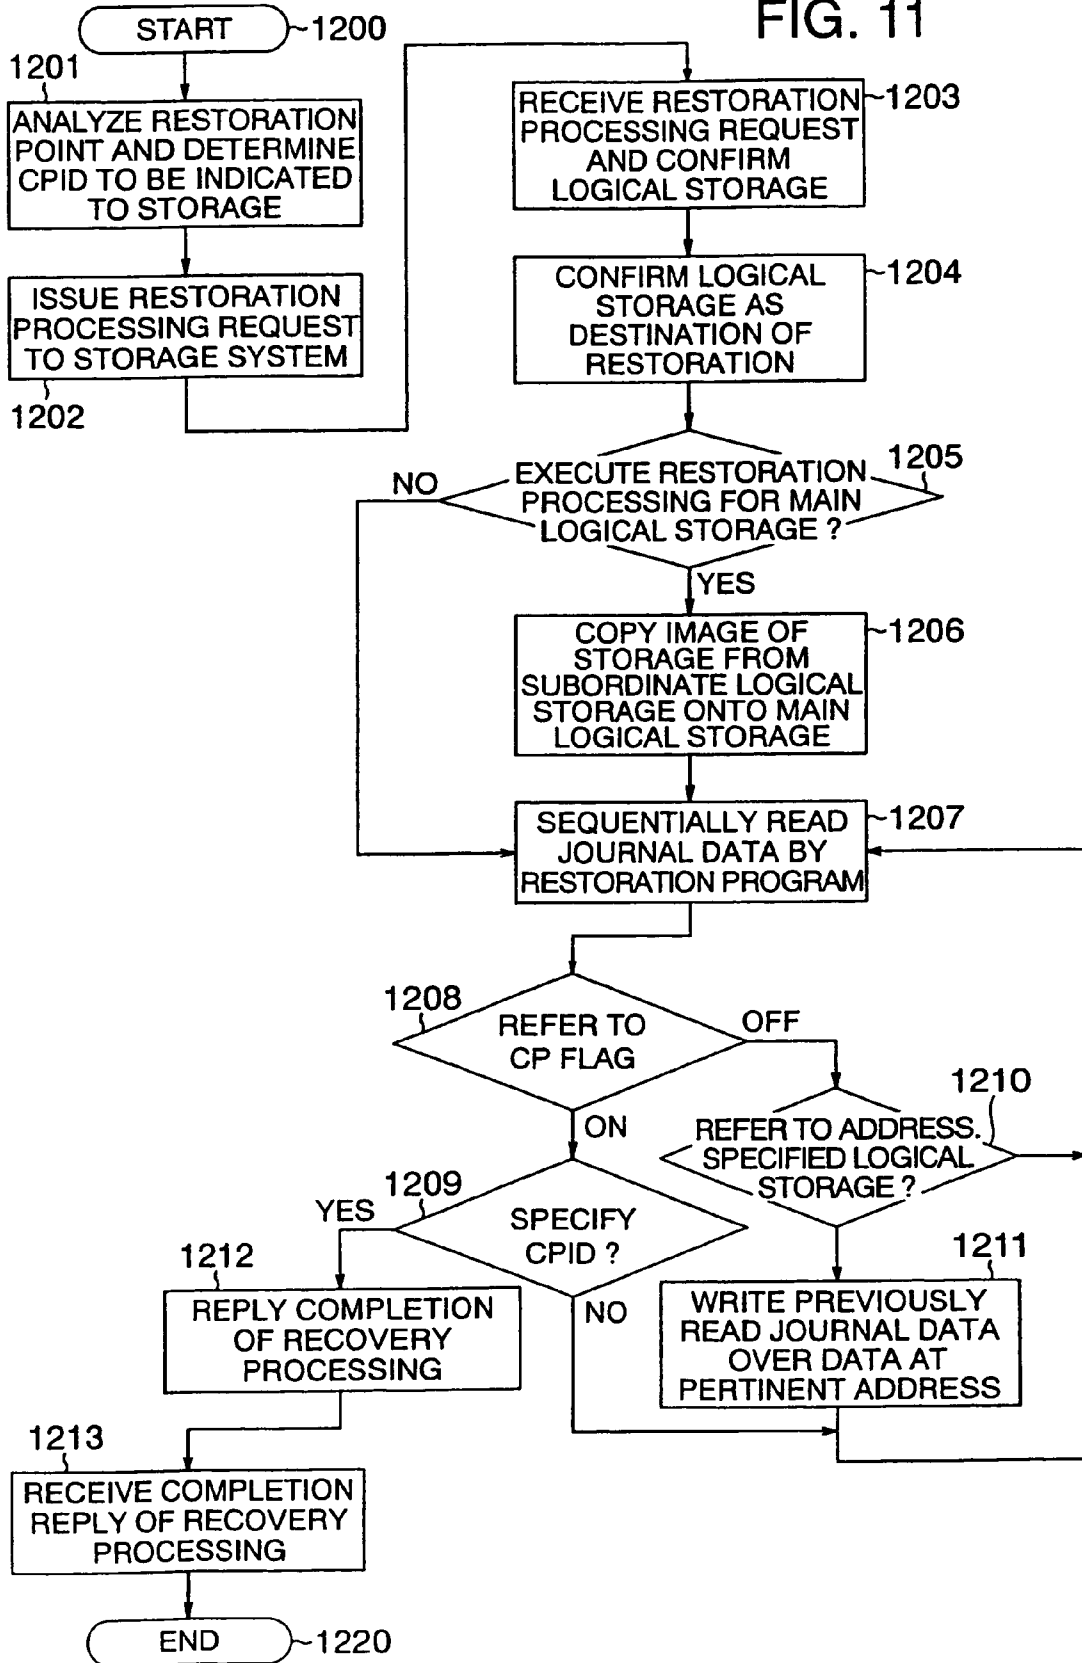 FIG. 11
START
1200
1201
ANALYZE RESTORATION
POINT AND DETERMINE
CPID TO BE INDICATED
TO STORAGE
ISSUE RESTORATION
PROCESSING REQUEST
TO STORAGE SYSTEM
1202
RECEIVE RESTORATION
PROCESSING REQUEST
AND CONFIRM
LOGICAL STORAGE
1203
CONFIRM LOGICAL
STORAGE AS
DESTINATION OF
RESTORATION
1204
EXECUTE RESTORATION
PROCESSING FOR MAIN
LOGICAL STORAGE ?
1205
NO
YES
COPY IMAGE OF
STORAGE FROM
SUBORDINATE LOGICAL
STORAGE ONTO MAIN
LOGICAL STORAGE
1206
SEQUENTIALLY READ
JOURNAL DATA BY
RESTORATION PROGRAM
1207
1208
REFER TO
CP FLAG
OFF
ON
1210
REFER TO ADDRESS.
SPECIFIED LOGICAL
STORAGE ?
1209
SPECIFY
CPID ?
YES
NO
1211
WRITE PREVIOUSLY
READ JOURNAL DATA
OVER DATA AT
PERTINENT ADDRESS
1212
REPLY COMPLETION
OF RECOVERY
PROCESSING
1213
RECEIVE COMPLETION
REPLY OF RECOVERY
PROCESSING
END
1220